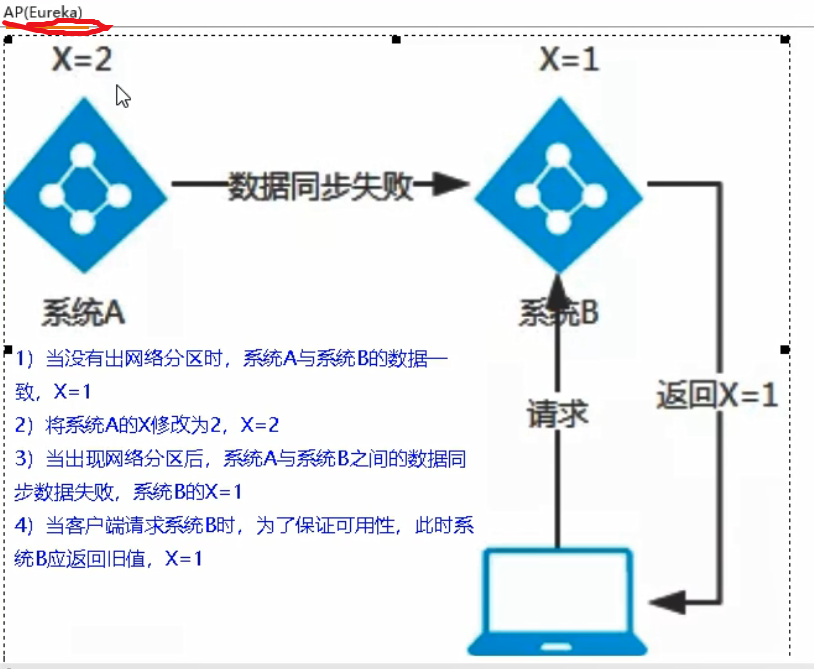 AP(Eureka)
X=2
X=1
数据同步失败
系统A
系统B
1）当没有出网络分区时，系统A与系统B的数据一
致，X=1
2）将系统A的X修改为2，X=2
3）当出现网络分区后，系统A与系统B之间的数据同
步数据失败，系统B的X=1
4）当客户端请求系统B时，为了保证可用性，此时系
统B应返回旧值，X=1
请求
返回X=1